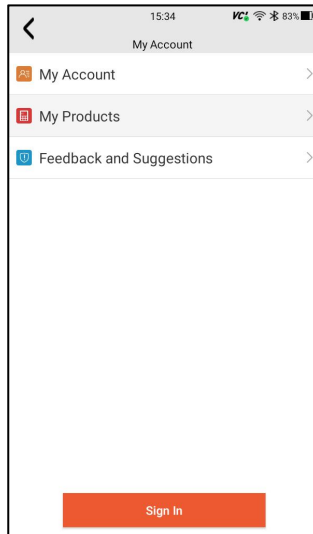 15:34 VCI 83%
My Account
My Account
My Products
Feedback and Suggestions
Sign In